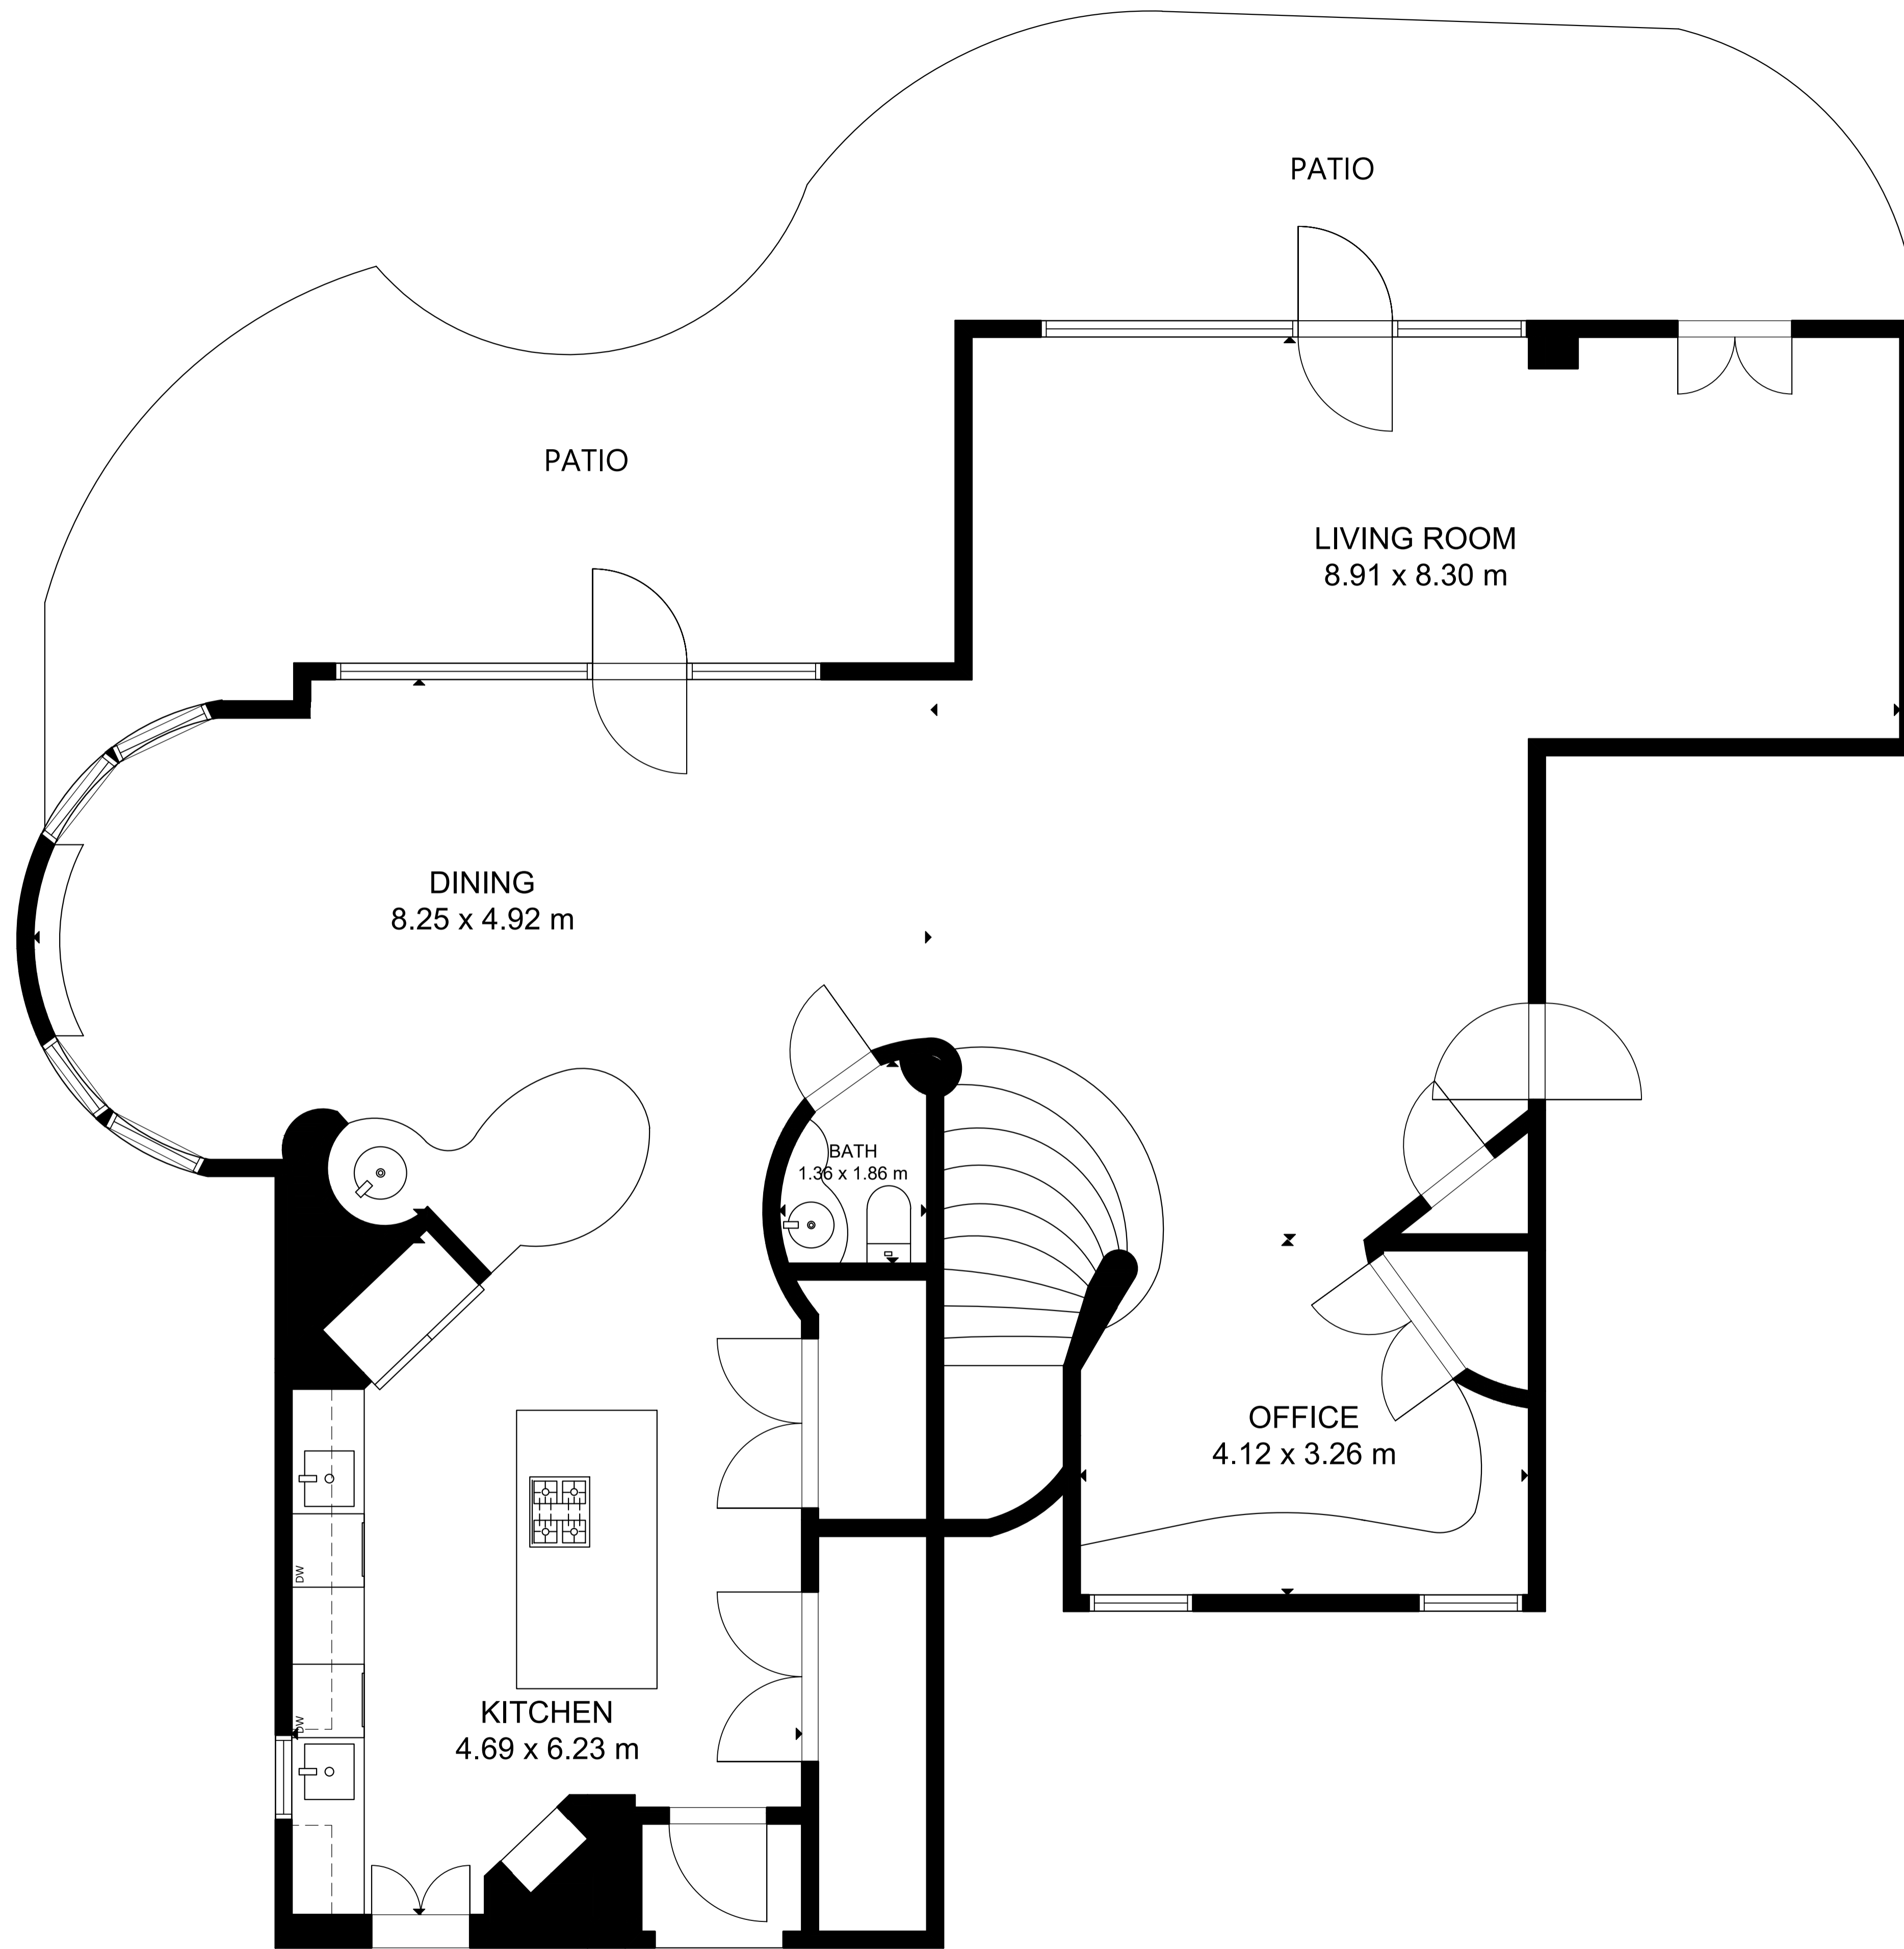 PATIO
PATIO
LIVING ROOM
8.91 x 8.30 m
DINING
8.25 x 4.92 m
BATH
1.36 x 1.86 m
OFFICE
4.12 x 3.26 m
DW
DW
KITCHEN
4.69 x 6.23 m